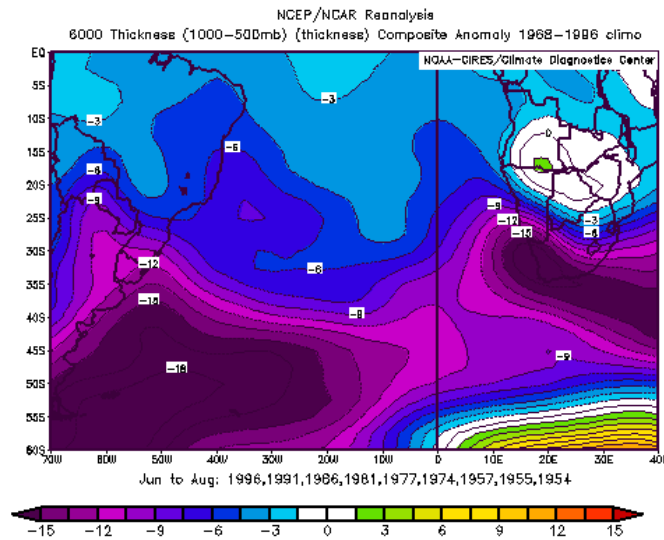 NCEP/NCAR Reanalysis
6000 Thickness (1000-500mb) (thickness) Composite Anomaly 1968-1996 climo
NOAA-CIRES/Climate Diagnostics Center
EQ
5S
10S
15S
20S
25S
30S
35S
40S
45S
50S
55S
60S
-3
-3
0
-6
-6
-9
-9
-3
-12
-6
-15
-12
-6
-15
-9
-9
-18
70W 60W 50W 40W 30W 20W 10W 0 10E 20E 30E 40E
Jun to Aug: 1996,1991,1986,1981,1977,1974,1957,1955,1954
-15 -12 -9 -6 -3 0 3 6 9 12 15